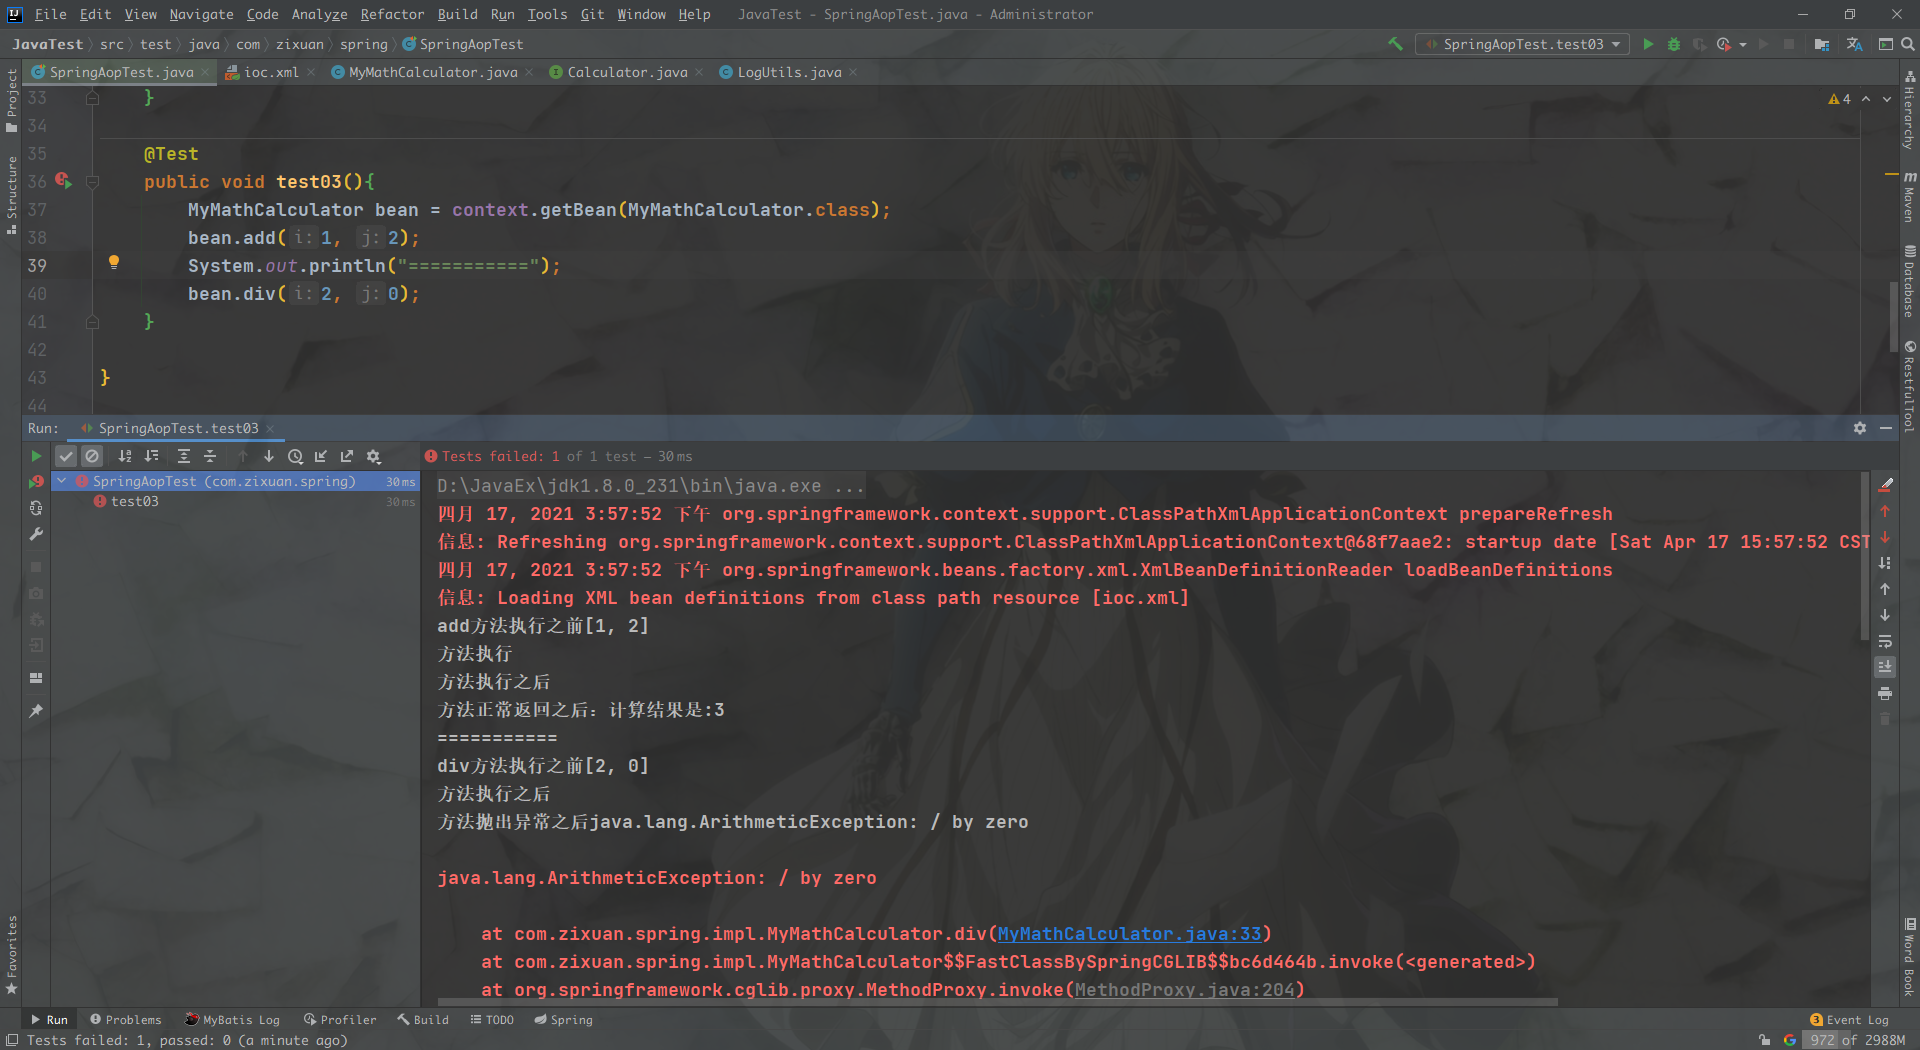 File Edit View Navigate Code Analyze Refactor Build Run Tools Git Window Help JavaTest - SpringAopTest.java - Administrator
JavaTest src test java com zixuan spring SpringAopTest SpringAopTest.test03
SpringAopTest.java ioc.xml MyMathCalculator.java Calculator.java LogUtils.java
Project
Structure
Favorites
Hierarchy
Maven
Database
RestfulTool
Word Book
4
33 }
34
35 @Test
36 public void test03(){
37 MyMathCalculator bean = context.getBean(MyMathCalculator.class);
38 bean.add( i: 1, j: 2);
39 System.out.println("===========");
40 bean.div( i: 2, j: 0);
41 }
42
43 }
44
Run: SpringAopTest.test03
Tests failed: 1 of 1 test – 30 ms
SpringAopTest (com.zixuan.spring) 30 ms
test03 30 ms
D:\JavaEx\jdk1.8.0_231\bin\java.exe ...
四月 17, 2021 3:57:52 下午 org.springframework.context.support.ClassPathXmlApplicationContext prepareRefresh
信息: Refreshing org.springframework.context.support.ClassPathXmlApplicationContext@68f7aae2: startup date [Sat Apr 17 15:57:52 CST
四月 17, 2021 3:57:52 下午 org.springframework.beans.factory.xml.XmlBeanDefinitionReader loadBeanDefinitions
信息: Loading XML bean definitions from class path resource [ioc.xml]
add方法执行之前[1, 2]
方法执行
方法执行之后
方法正常返回之后：计算结果是:3
===========
div方法执行之前[2, 0]
方法执行之后
方法抛出异常之后java.lang.ArithmeticException: / by zero
java.lang.ArithmeticException: / by zero
at com.zixuan.spring.impl.MyMathCalculator.div(MyMathCalculator.java:33)
at com.zixuan.spring.impl.MyMathCalculator$$FastClassBySpringCGLIB$$bc6d464b.invoke(<generated>)
at org.springframework.cglib.proxy.MethodProxy.invoke(MethodProxy.java:204)
Run Problems MyBatis Log Profiler Build TODO Spring 3 Event Log
Tests failed: 1, passed: 0 (a minute ago) 972 of 2988M